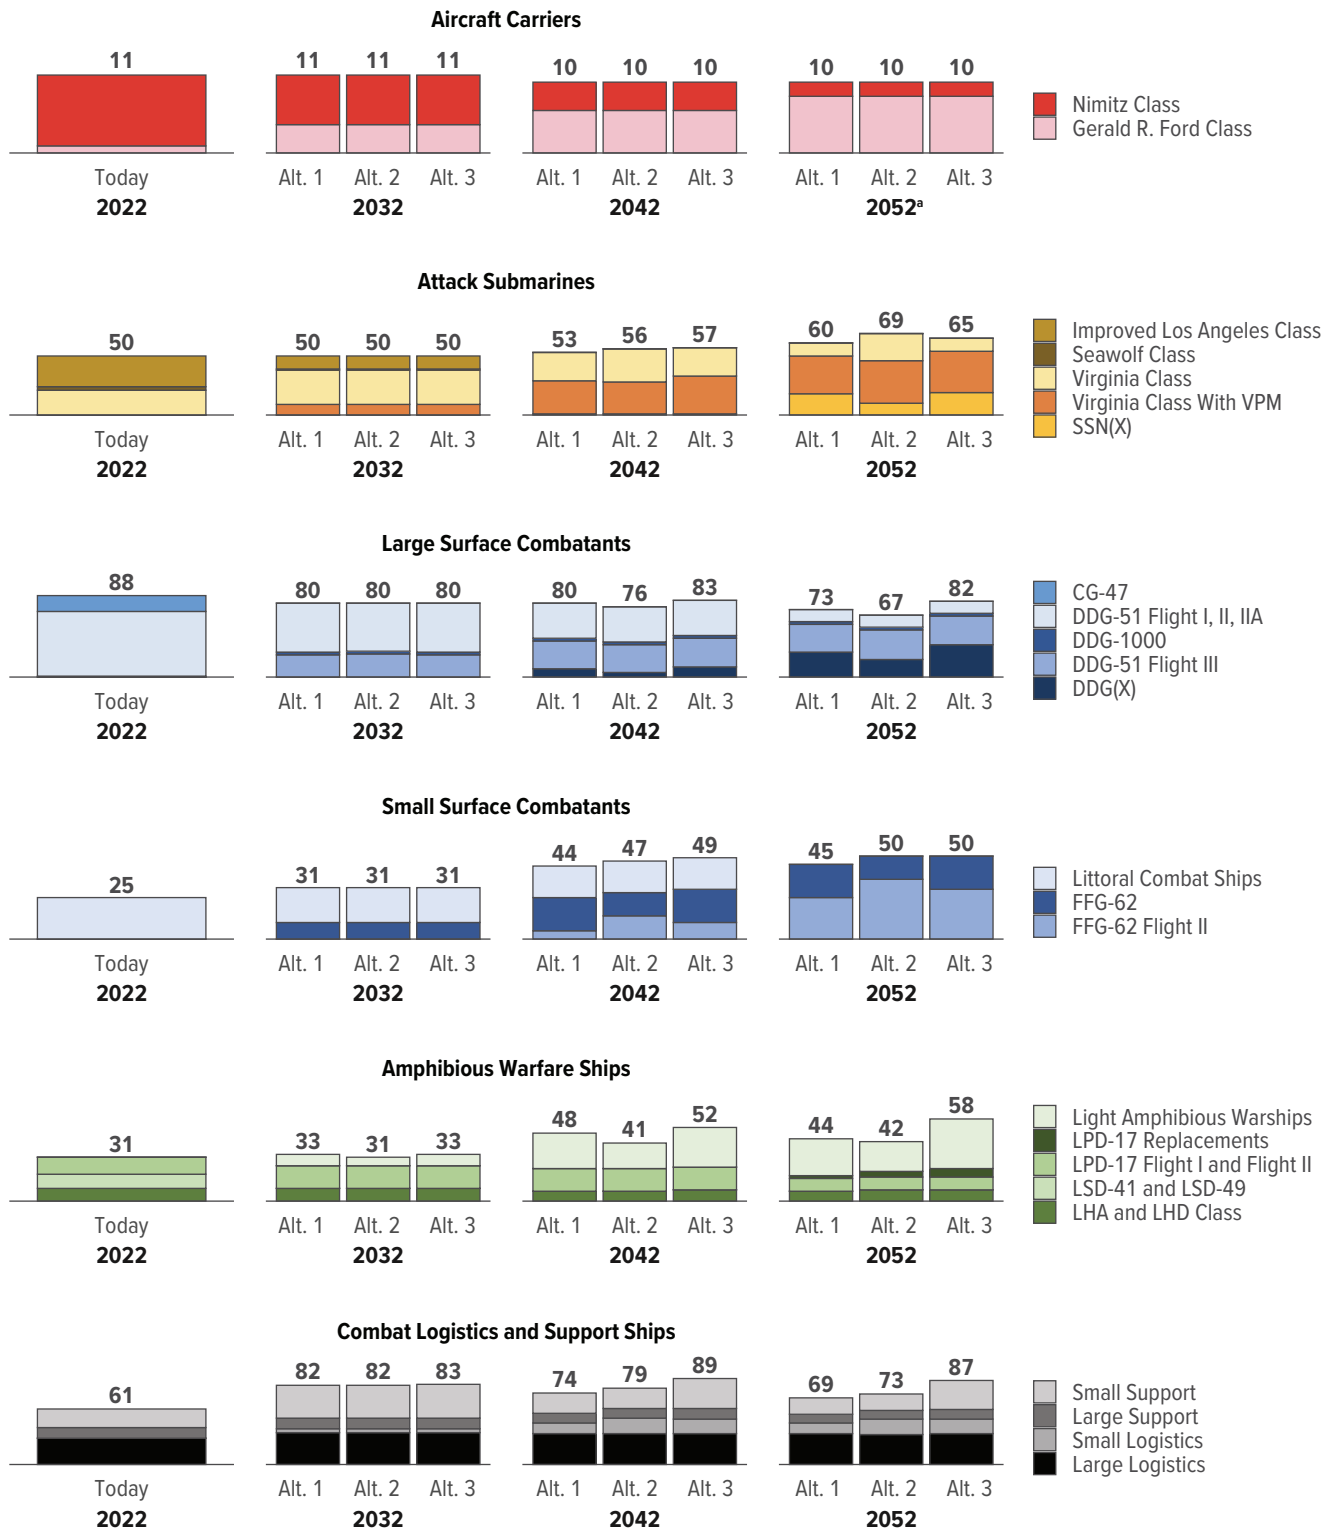 Aircraft Carriers
11
11 11 11
10 10 10
10 10 10
Nimitz Class
Gerald R. Ford Class
Today
Alt. 1 Alt. 2 Alt. 3
Alt. 1 Alt. 2 Alt. 3
Alt. 1 Alt. 2 Alt. 3
2022
2032
2042
2052ª
Attack Submarines
50
50 50 50
53 56 57
60 69 65
Improved Los Angeles Class
Seawolf Class
Virginia Class
Virginia Class With VPM
SSN(X)
Today
Alt. 1 Alt. 2 Alt. 3
Alt. 1 Alt. 2 Alt. 3
Alt. 1 Alt. 2 Alt. 3
2022
2032
2042
2052
Large Surface Combatants
88
80 80 80
80 76 83
73 67 82
CG-47
DDG-51 Flight I, II, IIA
DDG-1000
DDG-51 Flight III
DDG(X)
Today
Alt. 1 Alt. 2 Alt. 3
Alt. 1 Alt. 2 Alt. 3
Alt. 1 Alt. 2 Alt. 3
2022
2032
2042
2052
Small Surface Combatants
25
31 31 31
44 47 49
45 50 50
Littoral Combat Ships
FFG-62
FFG-62 Flight II
Today
Alt. 1 Alt. 2 Alt. 3
Alt. 1 Alt. 2 Alt. 3
Alt. 1 Alt. 2 Alt. 3
2022
2032
2042
2052
Amphibious Warfare Ships
31
33 31 33
48 41 52
44 42 58
Light Amphibious Warships
LPD-17 Replacements
LPD-17 Flight I and Flight II
LSD-41 and LSD-49
LHA and LHD Class
Today
Alt. 1 Alt. 2 Alt. 3
Alt. 1 Alt. 2 Alt. 3
Alt. 1 Alt. 2 Alt. 3
2022
2032
2042
2052
Combat Logistics and Support Ships
61
82 82 83
74 79 89
69 73 87
Small Support
Large Support
Small Logistics
Large Logistics
Today
Alt. 1 Alt. 2 Alt. 3
Alt. 1 Alt. 2 Alt. 3
Alt. 1 Alt. 2 Alt. 3
2022
2032
2042
2052